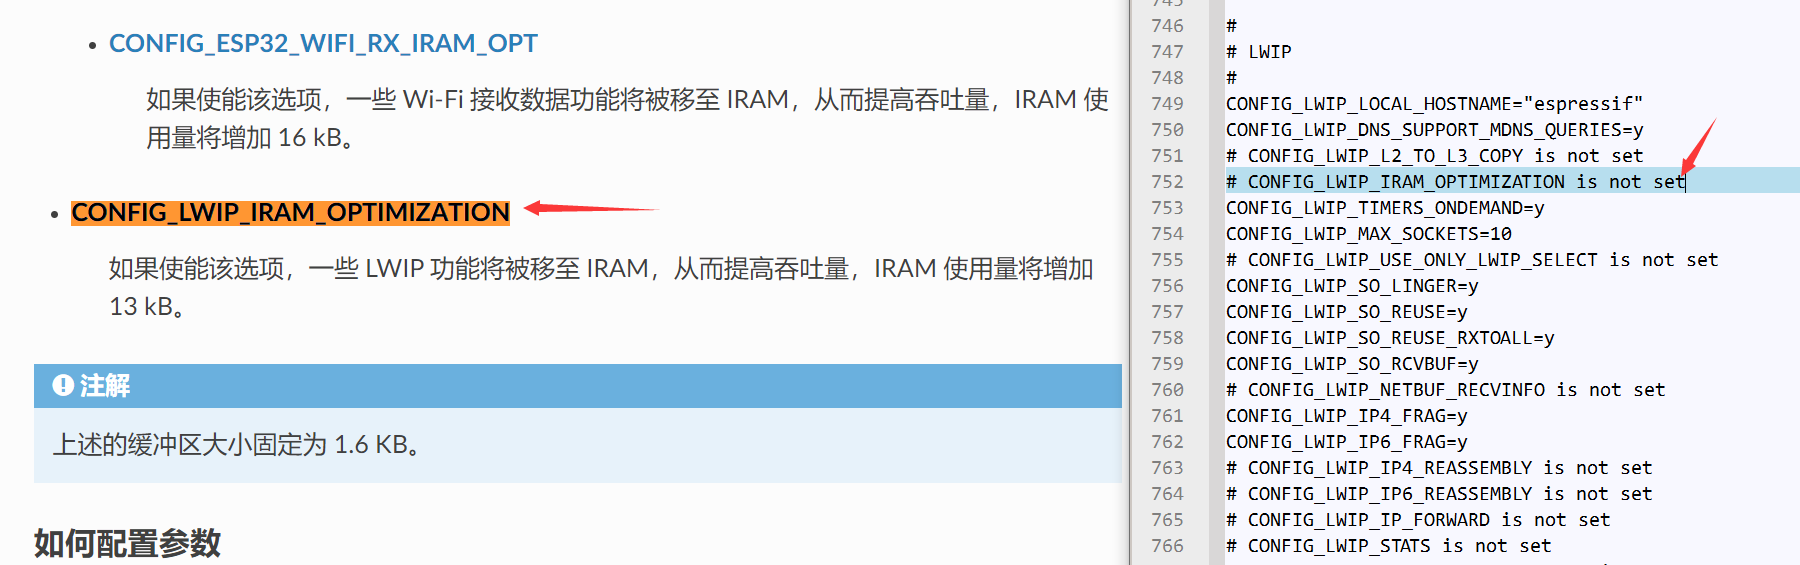 • CONFIG_ESP32_WIFI_RX_IRAM_OPT
如果使能该选项，一些 Wi-Fi 接收数据功能将被移至 IRAM，从而提高吞吐量，IRAM 使
用量将增加 16 kB。
• CONFIG_LWIP_IRAM_OPTIMIZATION
如果使能该选项，一些 LWIP 功能将被移至 IRAM，从而提高吞吐量，IRAM 使用量将增加
13 kB。
注解
上述的缓冲区大小固定为 1.6 KB。
如何配置参数
745
746 #
747 # LWIP
748 #
749 CONFIG_LWIP_LOCAL_HOSTNAME="espressif"
750 CONFIG_LWIP_DNS_SUPPORT_MDNS_QUERIES=y
751 # CONFIG_LWIP_L2_TO_L3_COPY is not set
752 # CONFIG_LWIP_IRAM_OPTIMIZATION is not set
753 CONFIG_LWIP_TIMERS_ONDEMAND=y
754 CONFIG_LWIP_MAX_SOCKETS=10
755 # CONFIG_LWIP_USE_ONLY_LWIP_SELECT is not set
756 CONFIG_LWIP_SO_LINGER=y
757 CONFIG_LWIP_SO_REUSE=y
758 CONFIG_LWIP_SO_REUSE_RXTOALL=y
759 CONFIG_LWIP_SO_RCVBUF=y
760 # CONFIG_LWIP_NETBUF_RECVINFO is not set
761 CONFIG_LWIP_IP4_FRAG=y
762 CONFIG_LWIP_IP6_FRAG=y
763 # CONFIG_LWIP_IP4_REASSEMBLY is not set
764 # CONFIG_LWIP_IP6_REASSEMBLY is not set
765 # CONFIG_LWIP_IP_FORWARD is not set
766 # CONFIG_LWIP_STATS is not set